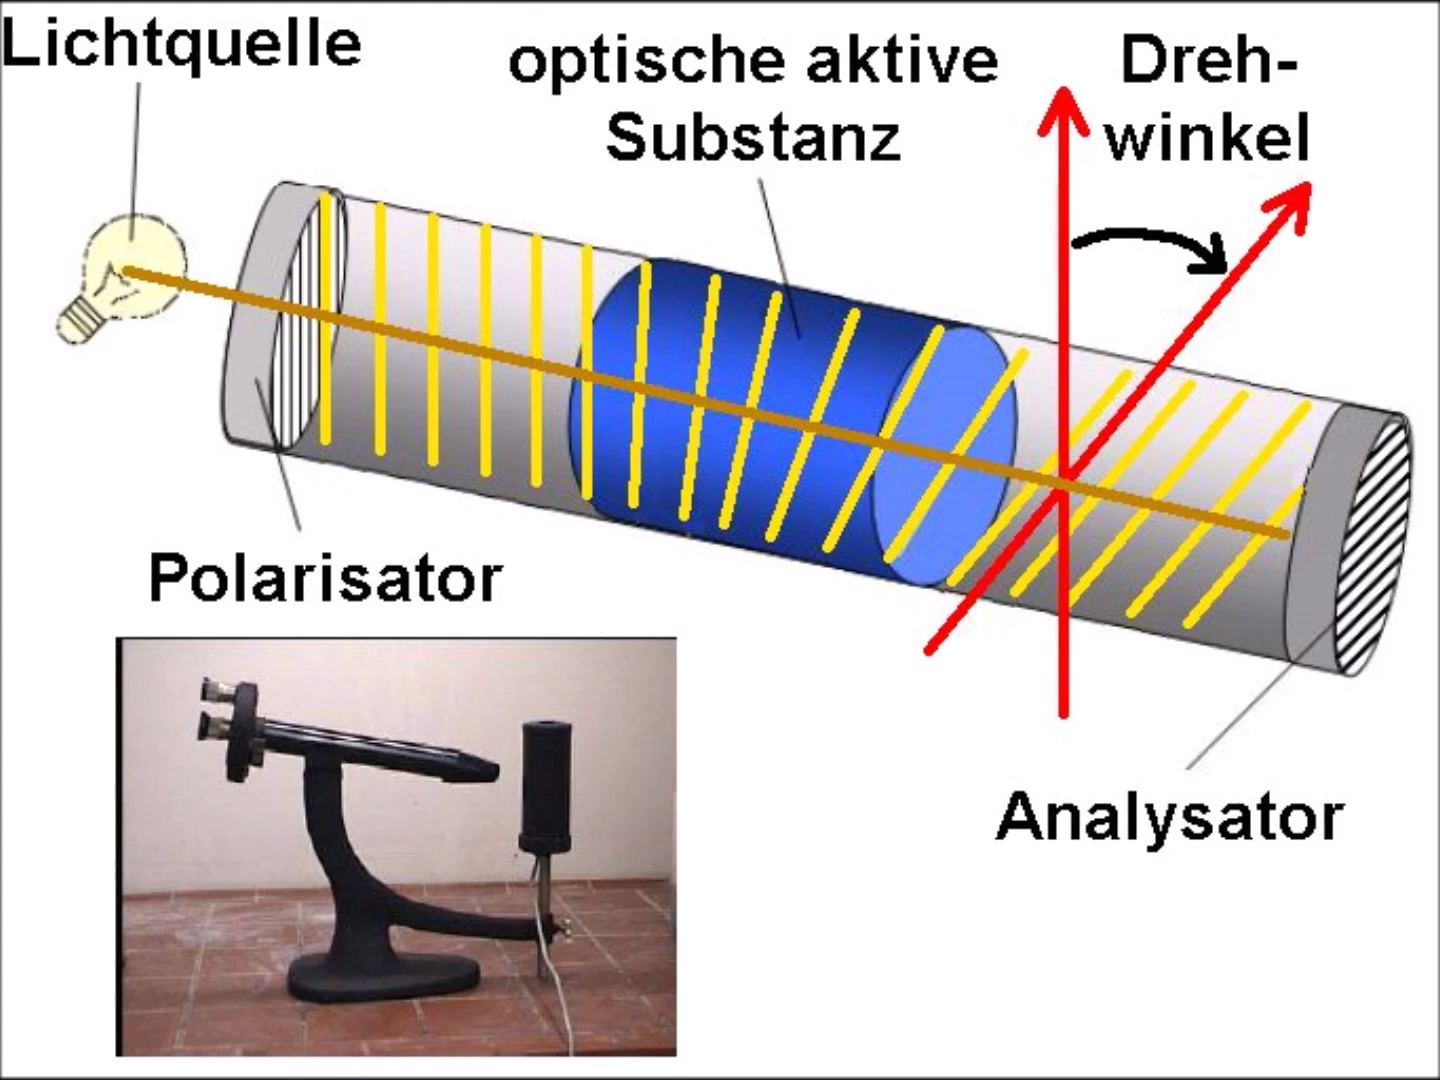 Lichtquelle
optische aktive
Substanz
Dreh-
winkel
Polarisator
Analysator